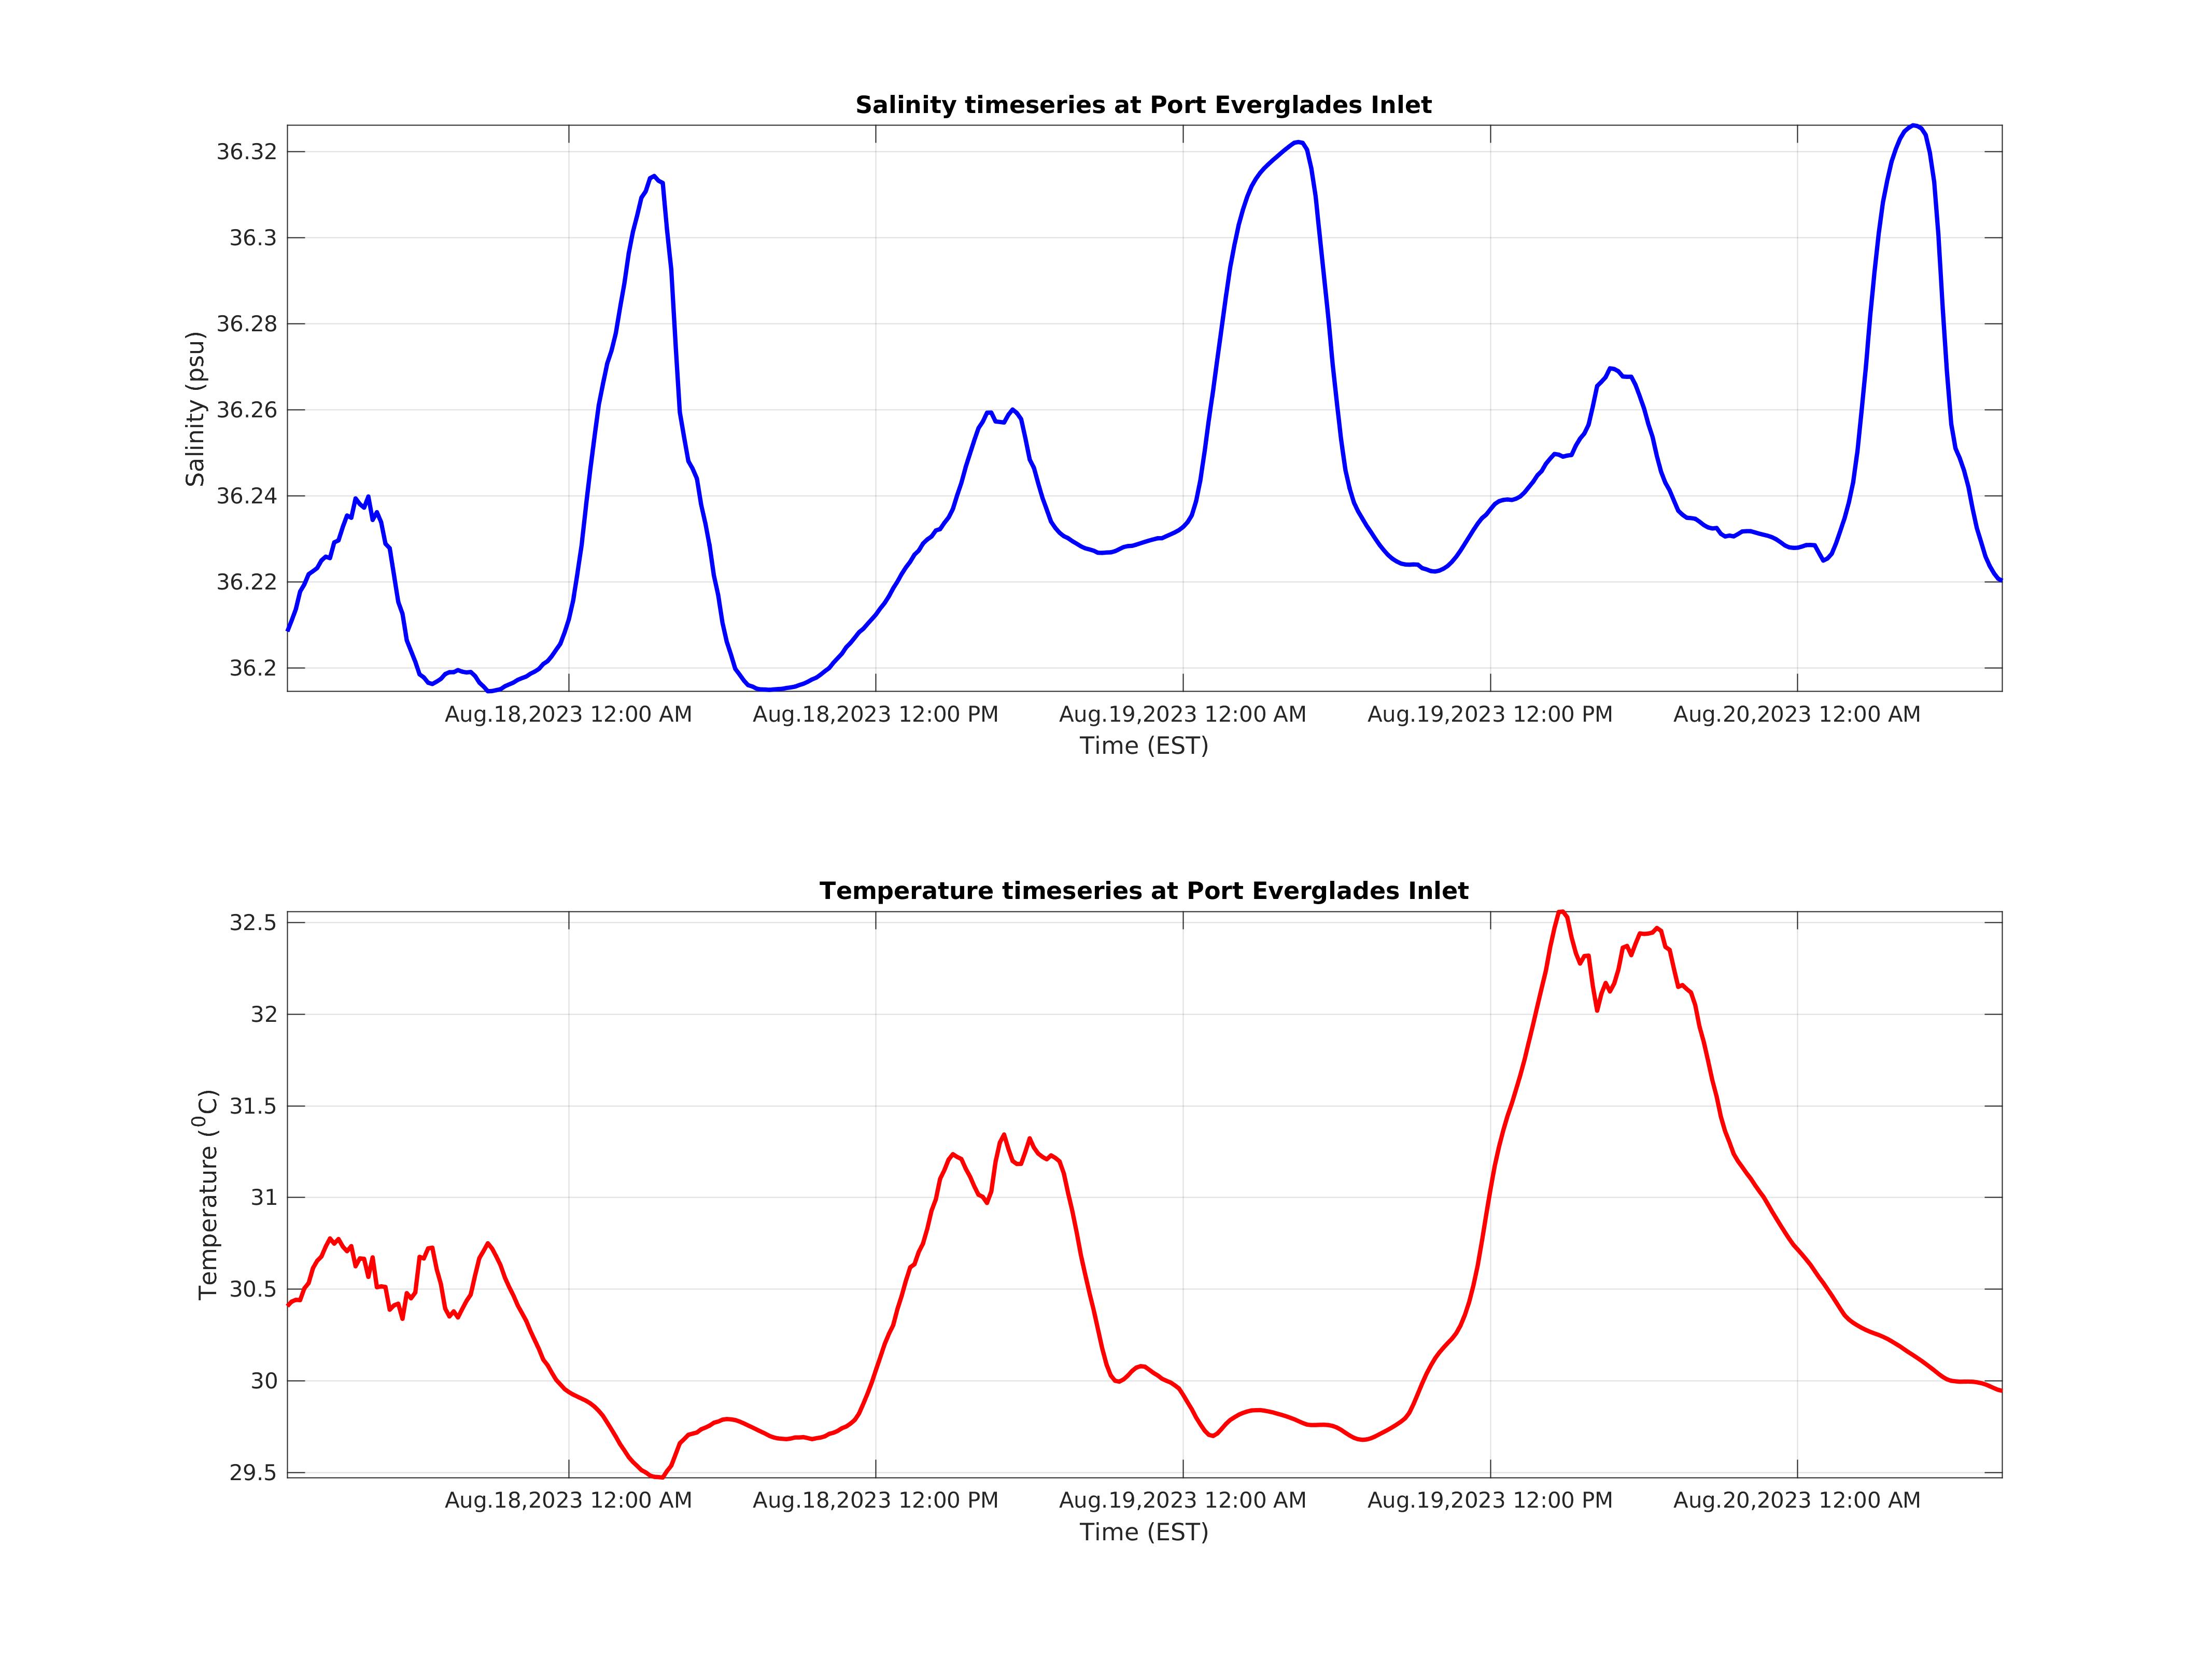 Salinity timeseries at Port Everglades Inlet
36.32
36.3
36.28
36.26
36.24
36.22
36.2
Salinity (psu)
Aug.18,2023 12:00 AM Aug.18,2023 12:00 PM Aug.19,2023 12:00 AM Aug.19,2023 12:00 PM Aug.20,2023 12:00 AM
Time (EST)
Temperature timeseries at Port Everglades Inlet
32.5
32
31.5
31
30.5
30
29.5
Temperature (⁰C)
Aug.18,2023 12:00 AM Aug.18,2023 12:00 PM Aug.19,2023 12:00 AM Aug.19,2023 12:00 PM Aug.20,2023 12:00 AM
Time (EST)